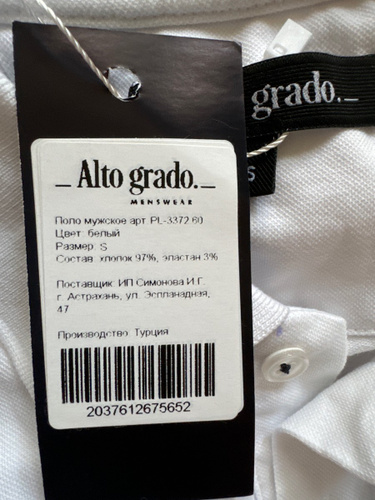 grado._
S
_ Alto grado._
MENSWEAR
Поло мужское арт. PL-3372 60
Цвет: белый
Размер: S
Состав: хлопок 97%, эластан 3%
Поставщик: ИП Симонова И.Г.
г. Астрахань, ул. Эспланадная,
47
Производство: Турция
2037612675652